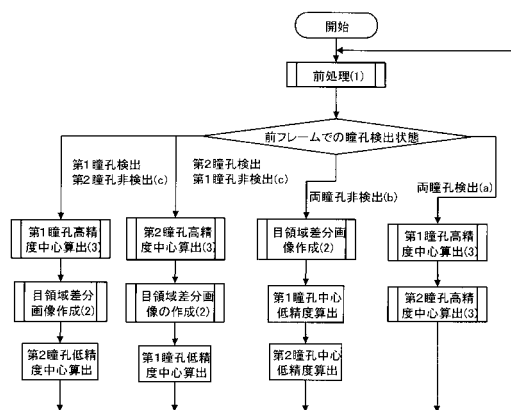 開始
前処理(1)
前フレームでの瞳孔検出状態
第1瞳孔検出
第2瞳孔非検出(c)
第2瞳孔検出
第1瞳孔非検出(c)
両瞳孔非検出(b)
両瞳孔検出(a)
第1瞳孔高精
度中心算出(3)
目領域差分
画像作成(2)
第2瞳孔低精
度中心算出
第2瞳孔高精
度中心算出(3)
目領域差分
画像の作成(2)
第1瞳孔低精
度中心算出
目領域差分画
像作成(2)
第1瞳孔中心
低精度算出
第2瞳孔中心
低精度算出
第1瞳孔高精
度中心算出(3)
第2瞳孔高精
度中心算出(3)